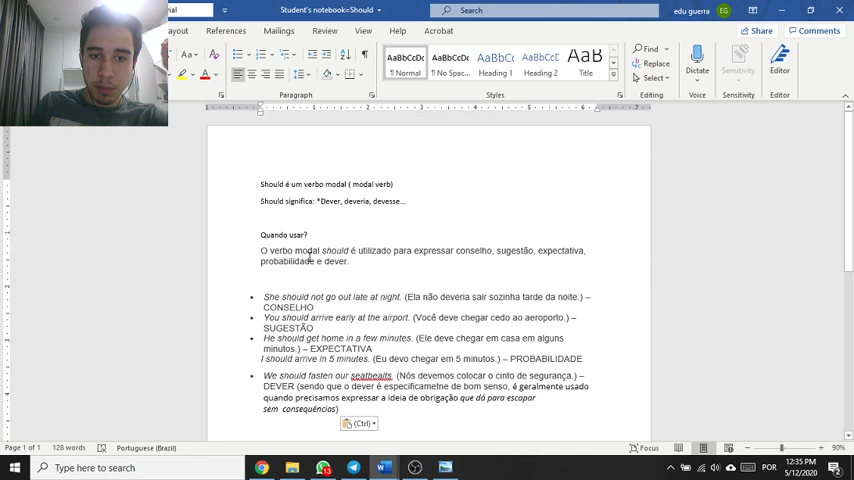 rial
Student's notebook=Should
Search
edu guerra
EG
References
Mailings
Review
View
Help
Acrobat
Share
Comments
Aa
AaBbCcDc
AaBbCcDc
AaBbCc
AaBbCcD
AaB
¶ Normal
¶ No Spac...
Heading 1
Heading 2
Title
Find
Replace
Select
Dictate
Sensitivity
Editor
Paragraph
Styles
Editing
Voice
Sensitivity
Editor
Should é um verbo modal ( modal verb)
Should significa: *Dever, deveria, devesse...
Quando usar?
O verbo modal should é utilizado para expressar conselho, sugestão, expectativa,
probabilidade e dever.
She should not go out late at night. (Ela não deveria sair sozinha tarde da noite.) –
CONSELHO
You should arrive early at the airport. (Você deve chegar cedo ao aeroporto.) –
SUGESTÃO
He should get home in a few minutes. (Ele deve chegar em casa em alguns
minutos.) – EXPECTATIVA
I should arrive in 5 minutes. (Eu devo chegar em 5 minutos.) – PROBABILIDADE
We should fasten our seatbealts. (Nós devemos colocar o cinto de segurança.) –
DEVER (sendo que o dever é especificametne de bom senso, é geralmente usado
quando precisamos expressar a ideia de obrigação que dá para escapar
sem consequências)
(Ctrl)
Page 1 of 1
128 words
Portuguese (Brazil)
Focus
90%
Type here to search
13
POR
12:35 PM
5/12/2020
2